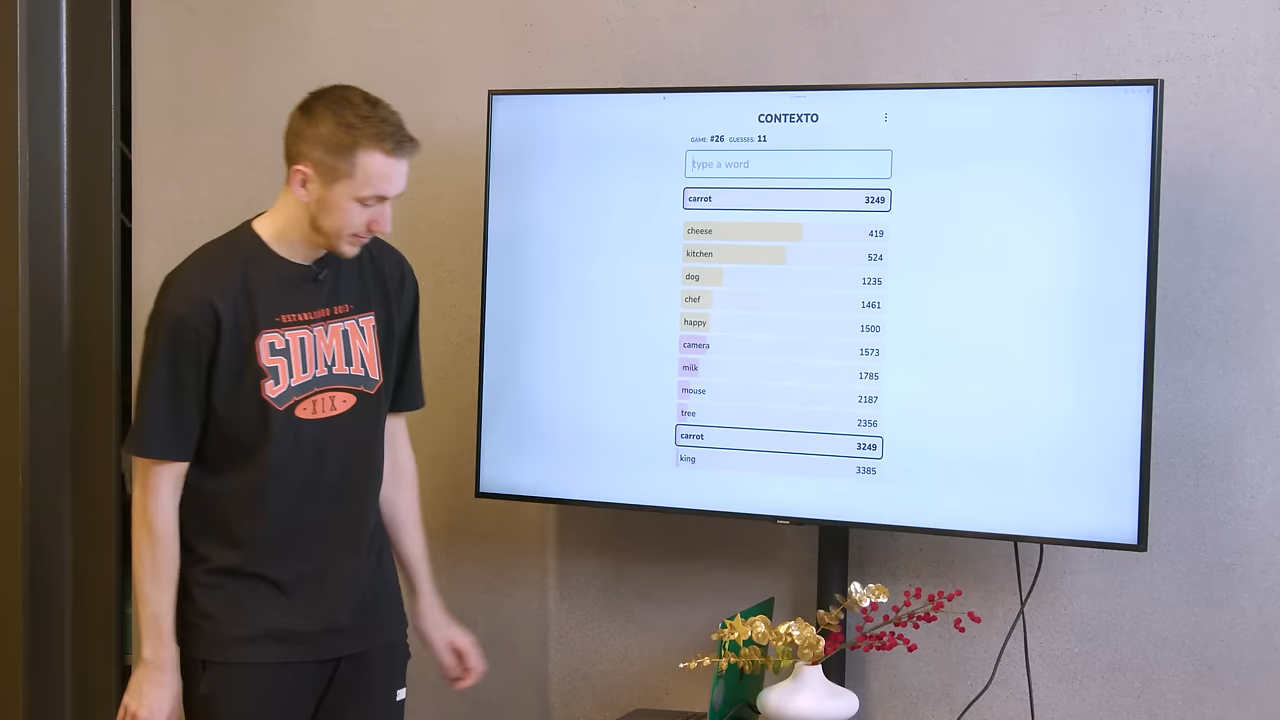 CONTEXTO
GAME: #26 GUESSES: 11
type a word
carrot 3249
cheese 419
kitchen 524
dog 1235
chef 1461
happy 1500
camera 1573
milk 1785
mouse 2187
tree 2356
carrot 3249
king 3385
SAMSUNG
- ESTABLISHED 2013 -
SDMN
- XIX -